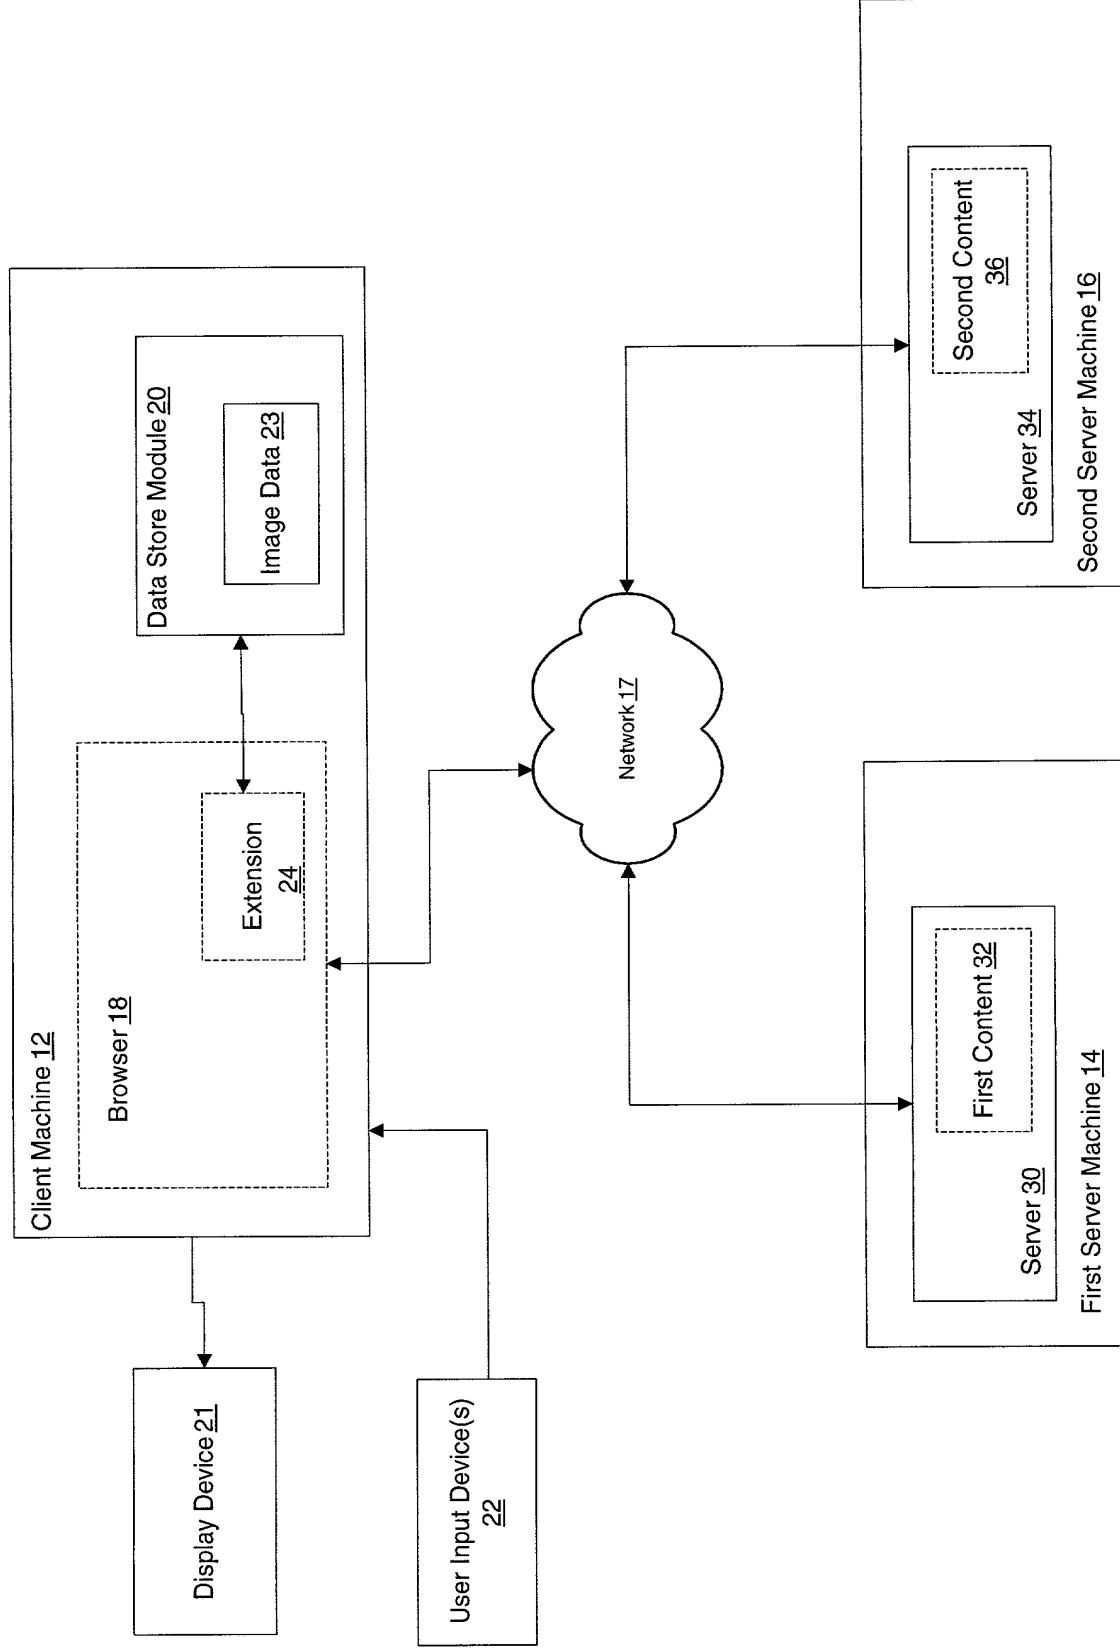 Client Machine 12
Browser 18
Extension
24
Data Store Module 20
Image Data 23
Display Device 21
User Input Device(s)
22
Network 17
First Content 32
Server 30
First Server Machine 14
Second Content
36
Server 34
Second Server Machine 16